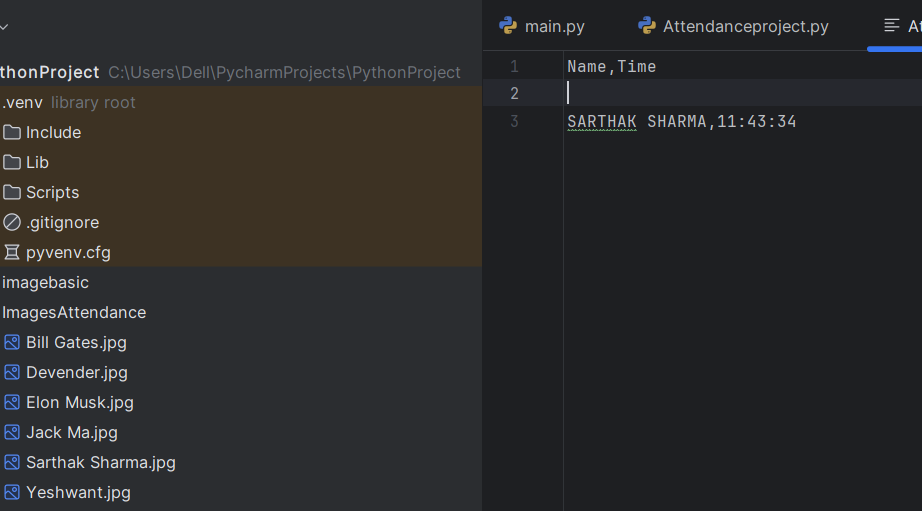 thonProject C:\Users\Dell\PycharmProjects\PythonProject
.venv library root
Include
Lib
Scripts
.gitignore
pyvenv.cfg
imagebasic
ImagesAttendance
Bill Gates.jpg
Devender.jpg
Elon Musk.jpg
Jack Ma.jpg
Sarthak Sharma.jpg
Yeshwant.jpg
main.py Attendanceproject.py At
1 Name,Time
2
3 SARTHAK SHARMA,11:43:34